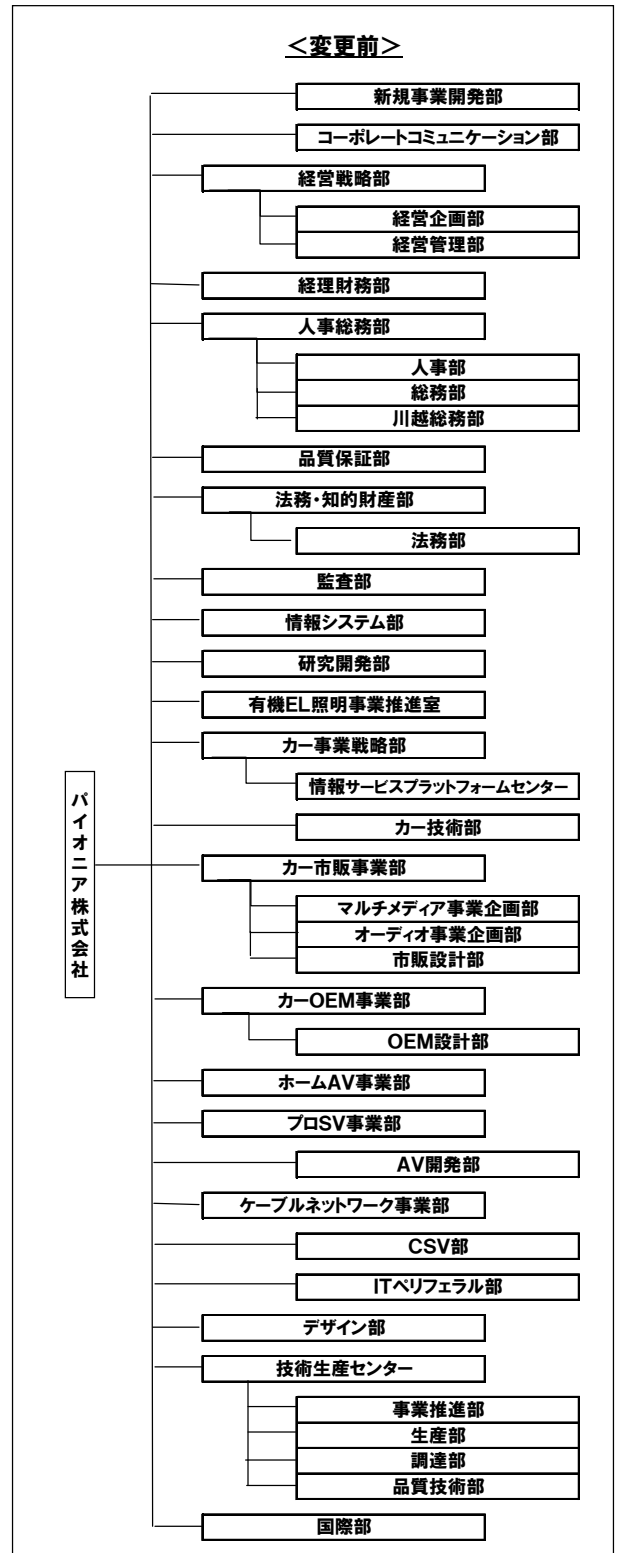 ＜変更前＞
新規事業開発部
コーポレートコミュニケーション部
経営戦略部
経営企画部
経営管理部
経理財務部
人事総務部
人事部
総務部
川越総務部
品質保証部
法務・知的財産部
法務部
監査部
情報システム部
研究開発部
有機EL照明事業推進室
カー事業戦略部
情報サービスプラットフォームセンター
パイオニア株式会社
カー技術部
カー市販事業部
マルチメディア事業企画部
オーディオ事業企画部
市販設計部
カーOEM事業部
OEM設計部
ホームAV事業部
プロSV事業部
AV開発部
ケーブルネットワーク事業部
CSV部
ITペリフェラル部
デザイン部
技術生産センター
事業推進部
生産部
調達部
品質技術部
国際部